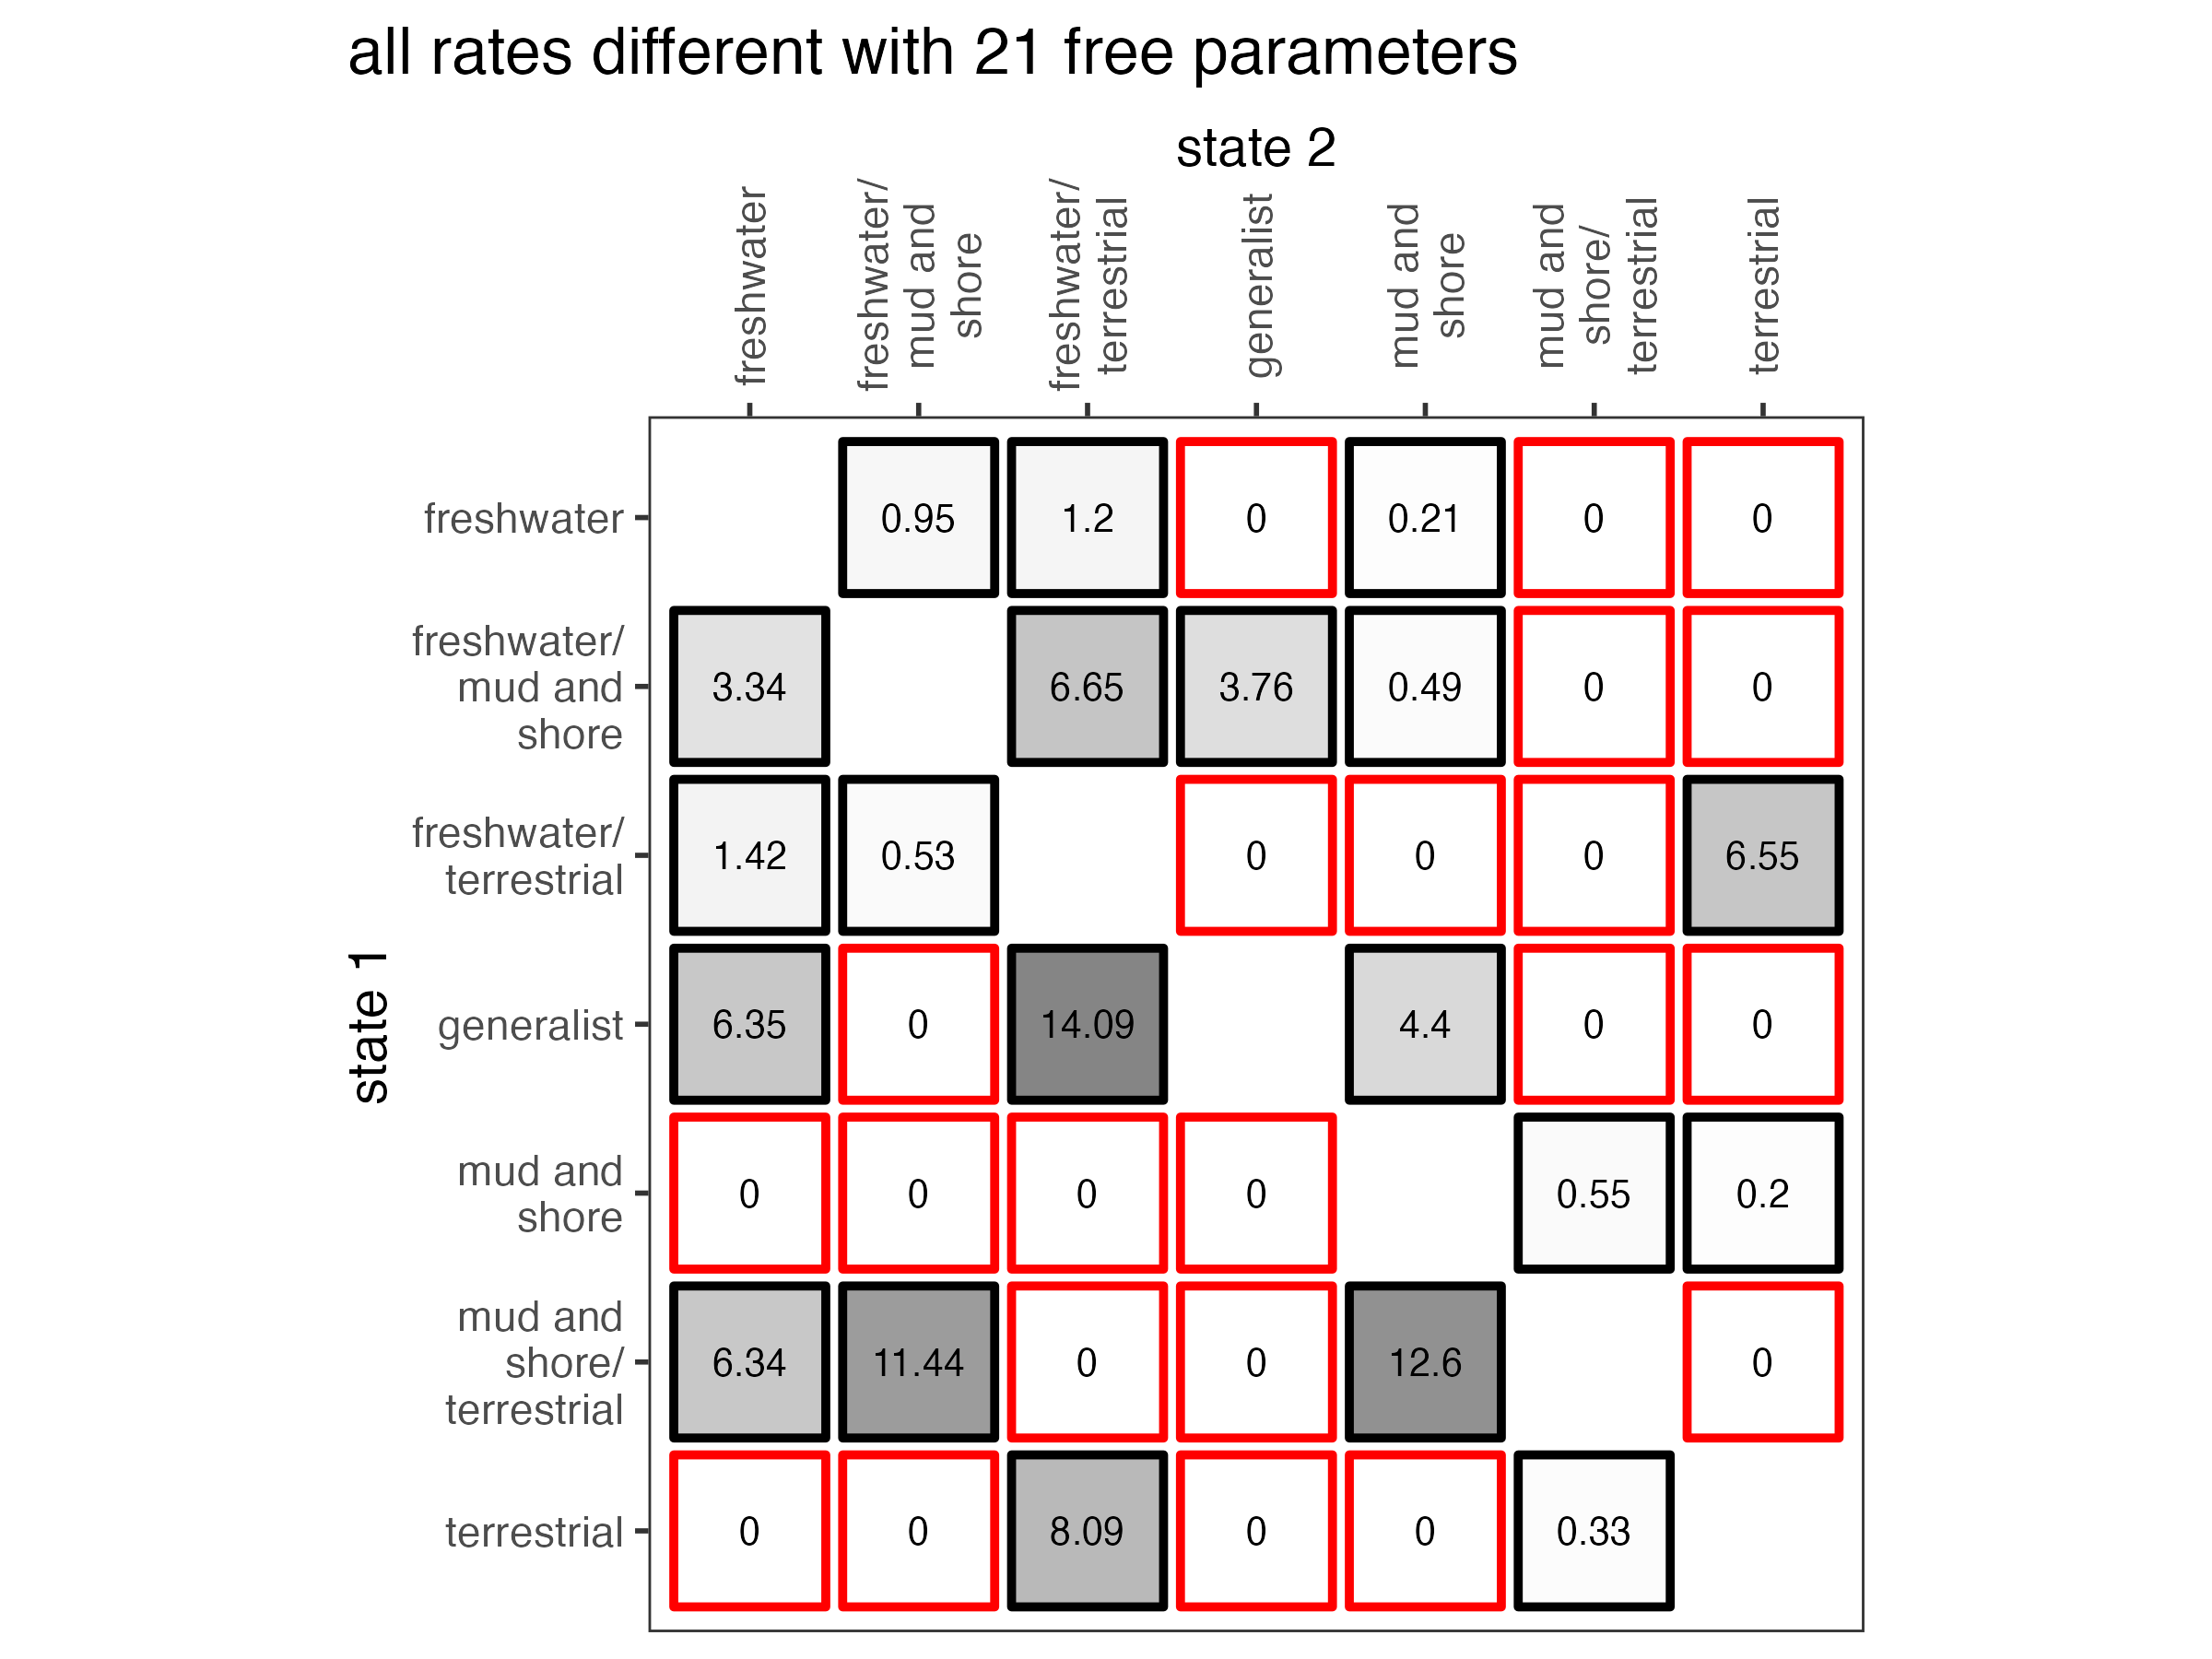 all rates different with 21 free parameters
state 2
freshwater
freshwater/
mud and
shore
freshwater/
terrestrial
generalist
mud and
shore
mud and
shore/
terrestrial
terrestrial
state 1
freshwater
0.95 1.2 0 0.21 0 0
freshwater/
mud and
shore
3.34 6.65 3.76 0.49 0 0
freshwater/
terrestrial
1.42 0.53 0 0 0 6.55
generalist
6.35 0 14.09 4.4 0 0
mud and
shore
0 0 0 0 0.55 0.2
mud and
shore/
terrestrial
6.34 11.44 0 0 12.6 0
terrestrial
0 0 8.09 0 0 0.33